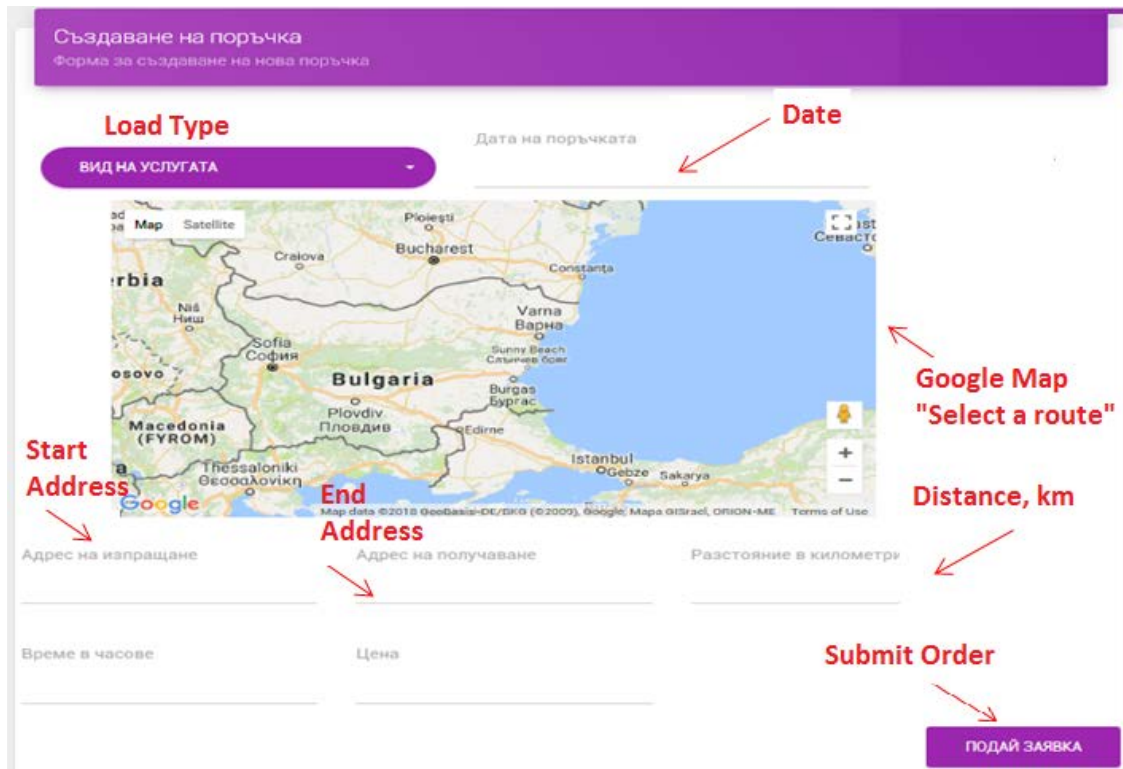 Създаване на поръчка
Форма за създаване на нова поръчка
Load Type
Date
Дата на поръчката
ВИД НА УСЛУГАТА
Map Satellite
Ploiești
Craiova
Bucharest
Constanța
Севасто
erbia
Niš
Ниш
Varna
Варна
Sofia
София
Sunny Beach
Слънчев бряг
osovo
Bulgaria
Burgas
Бургас
Plovdiv
Пловдив
Google Map
"Select a route"
Macedonia
(FYROM)
Edirne
Istanbul
Gebze
Sakarya
Start
Address
Thessaloniki
Θεσσαλονίκη
End
Address
Distance, km
Google
Map data ©2018 GeoBasis-DE/BKG (©2009), Google, Mapa GISrael, ORION-ME Terms of Use
Адрес на изпращане
Адрес на получаване
Разстояние в километри
Време в часове
Цена
Submit Order
ПОДАЙ ЗАЯВКА